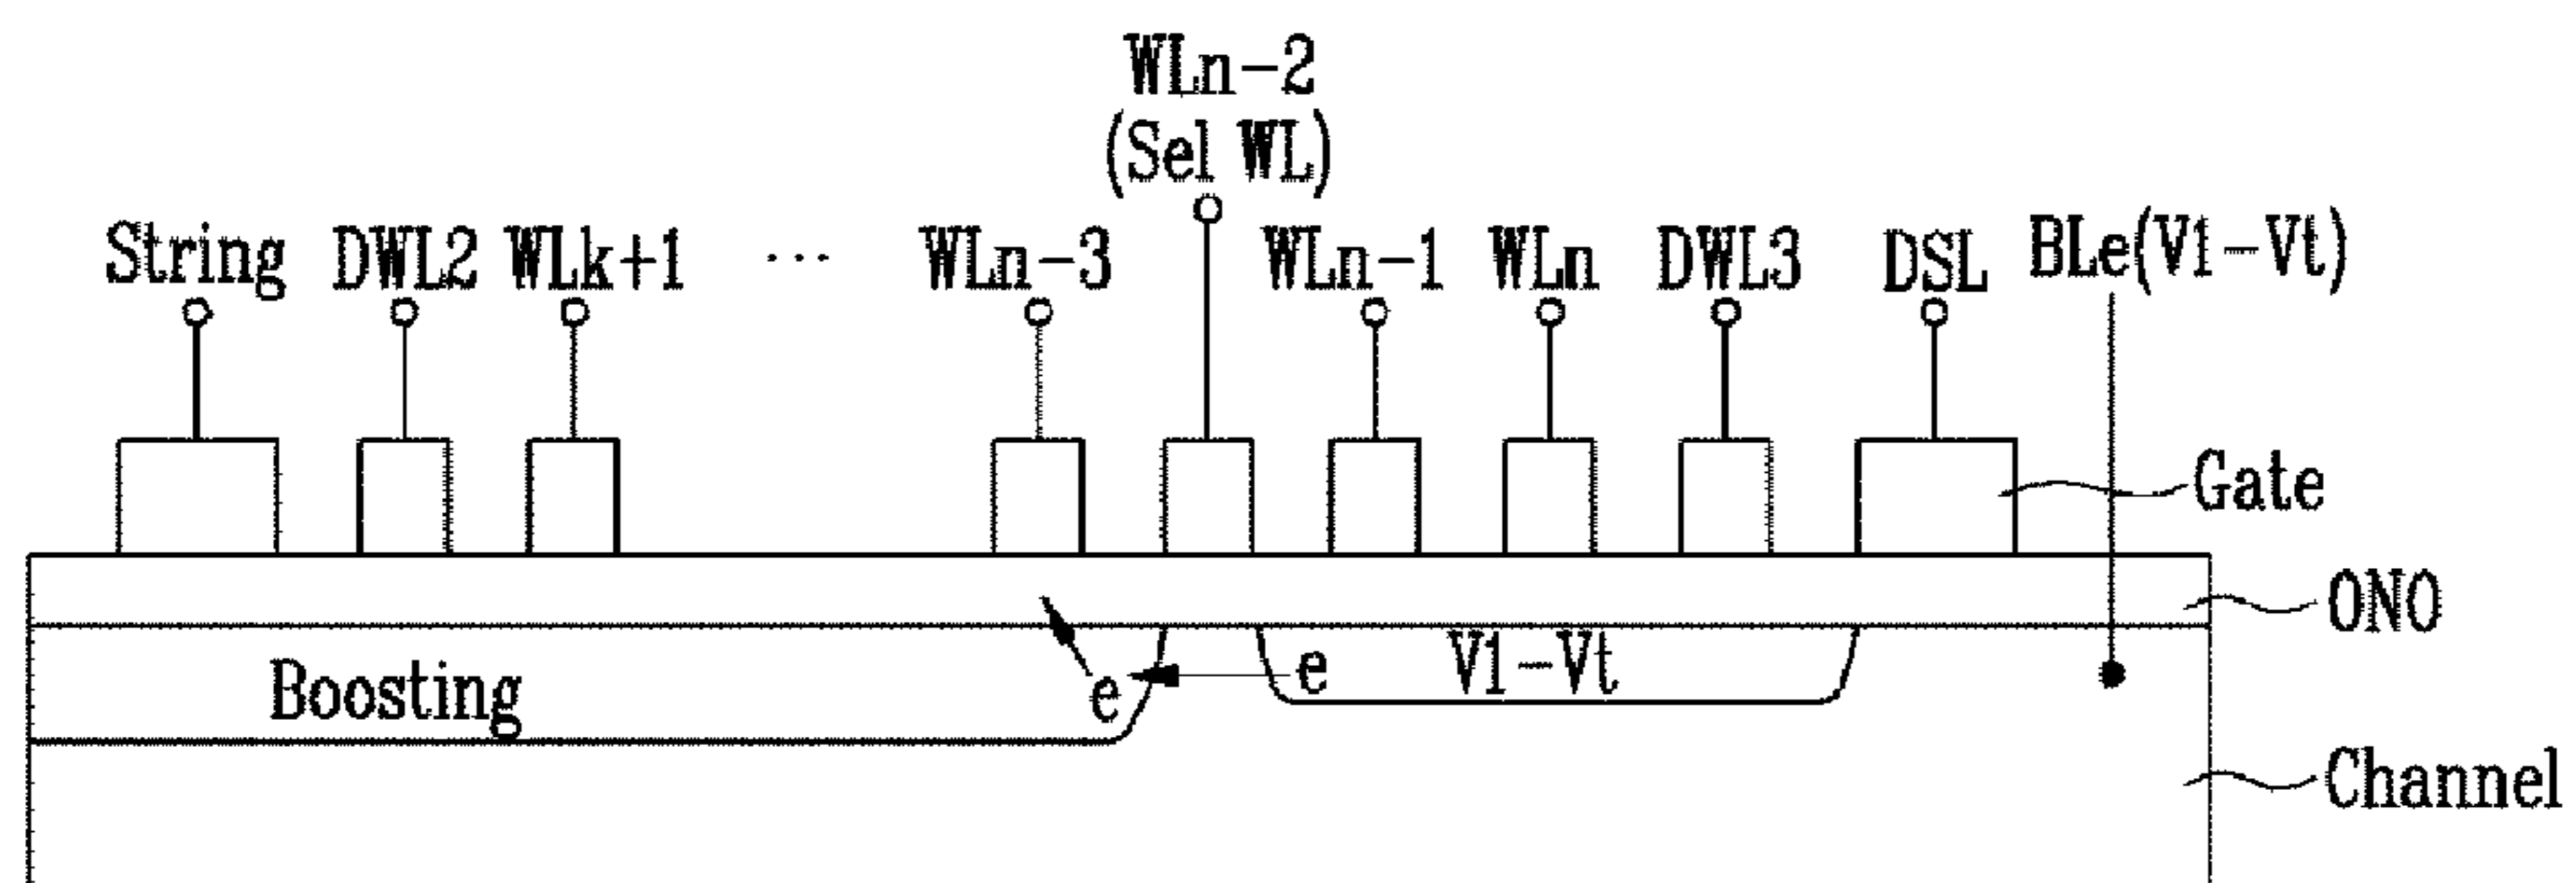 WLn-2
(Sel WL)
String DWL2 WLk+1 ... WLn-3 WLn-1 WLn DWL3 DSL BLe(V1-Vt)
Gate
ONO
Boosting e e V1-Vt
Channel